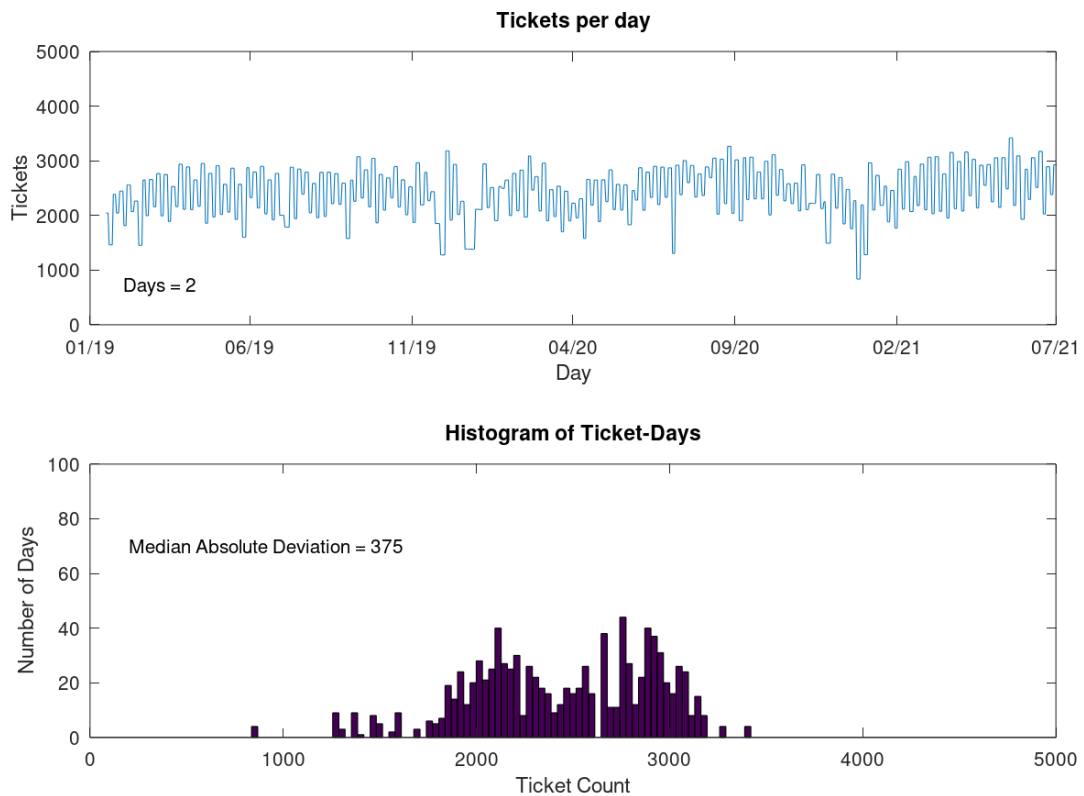 Tickets per day
5000
4000
3000
2000
1000
0
Tickets
Days = 2
01/19 06/19 11/19 04/20 09/20 02/21 07/21
Day
Histogram of Ticket-Days
100
80
60
40
20
0
Number of Days
Median Absolute Deviation = 375
0 1000 2000 3000 4000 5000
Ticket Count